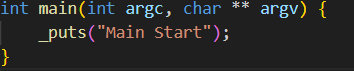 int main(int argc, char ** argv) {
    _puts("Main Start");
}